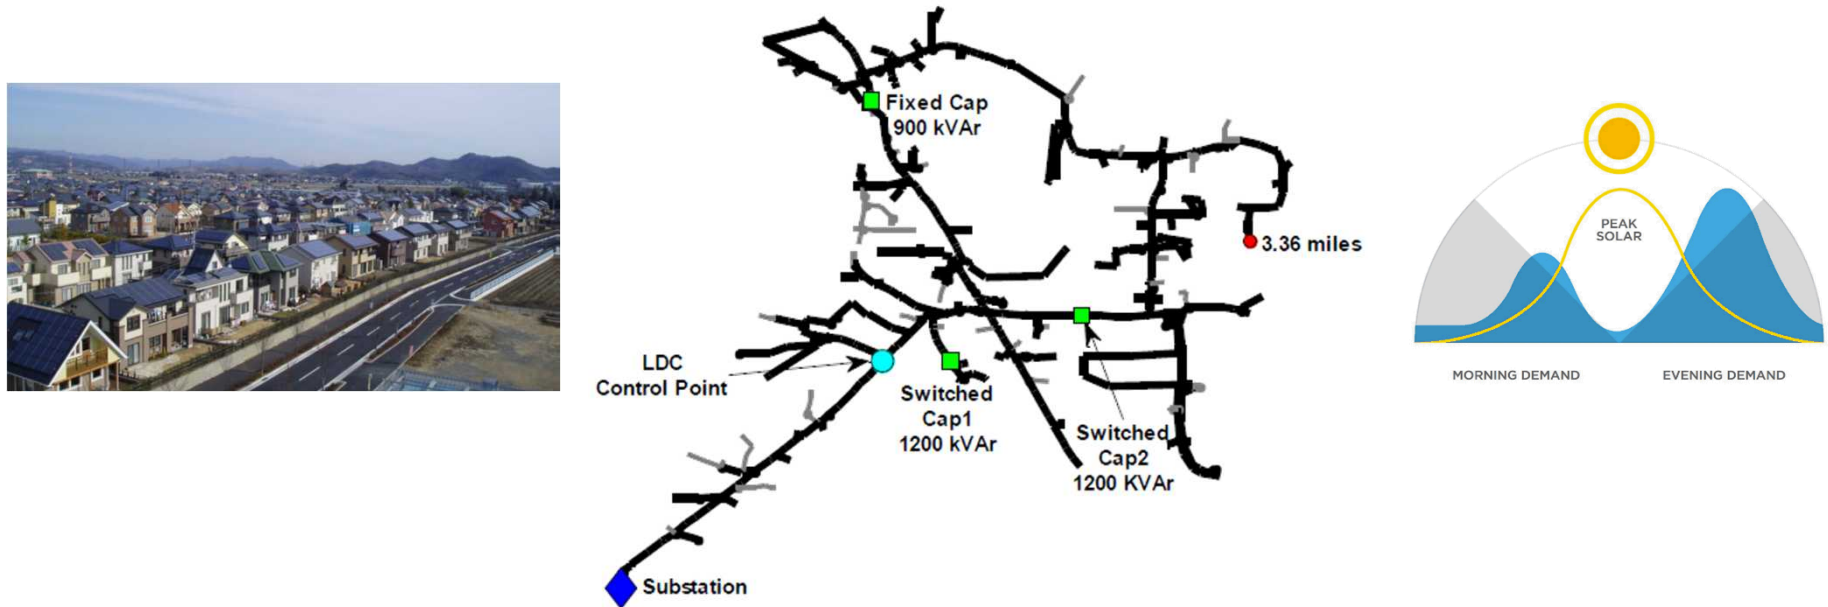 Fixed Cap
900 kVAr
3.36 miles
LDC
Control Point
Switched
Cap1
1200 kVAr
Switched
Cap2
1200 KVAr
Substation
PEAK
SOLAR
MORNING DEMAND
EVENING DEMAND